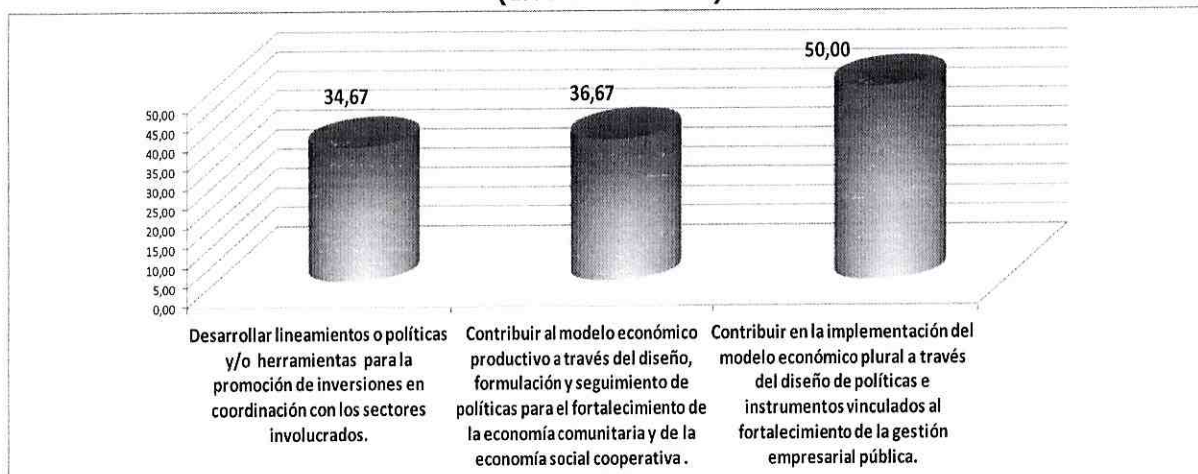 50,00
36,67
34,67
50,00
45,00
40,00
35,00
30,00
25,00
20,00
15,00
10,00
5,00
0,00
Desarrollar lineamientos o políticas
y/o herramientas para la
promoción de inversiones en
coordinación con los sectores
involucrados.
Contribuir al modelo económico
productivo a través del diseño,
formulación y seguimiento de
políticas para el fortalecimiento de
la economía comunitaria y de la
economía social cooperativa .
Contribuir en la implementación del
modelo económico plural a través
del diseño de políticas e
instrumentos vinculados al
fortalecimiento de la gestión
empresarial pública.